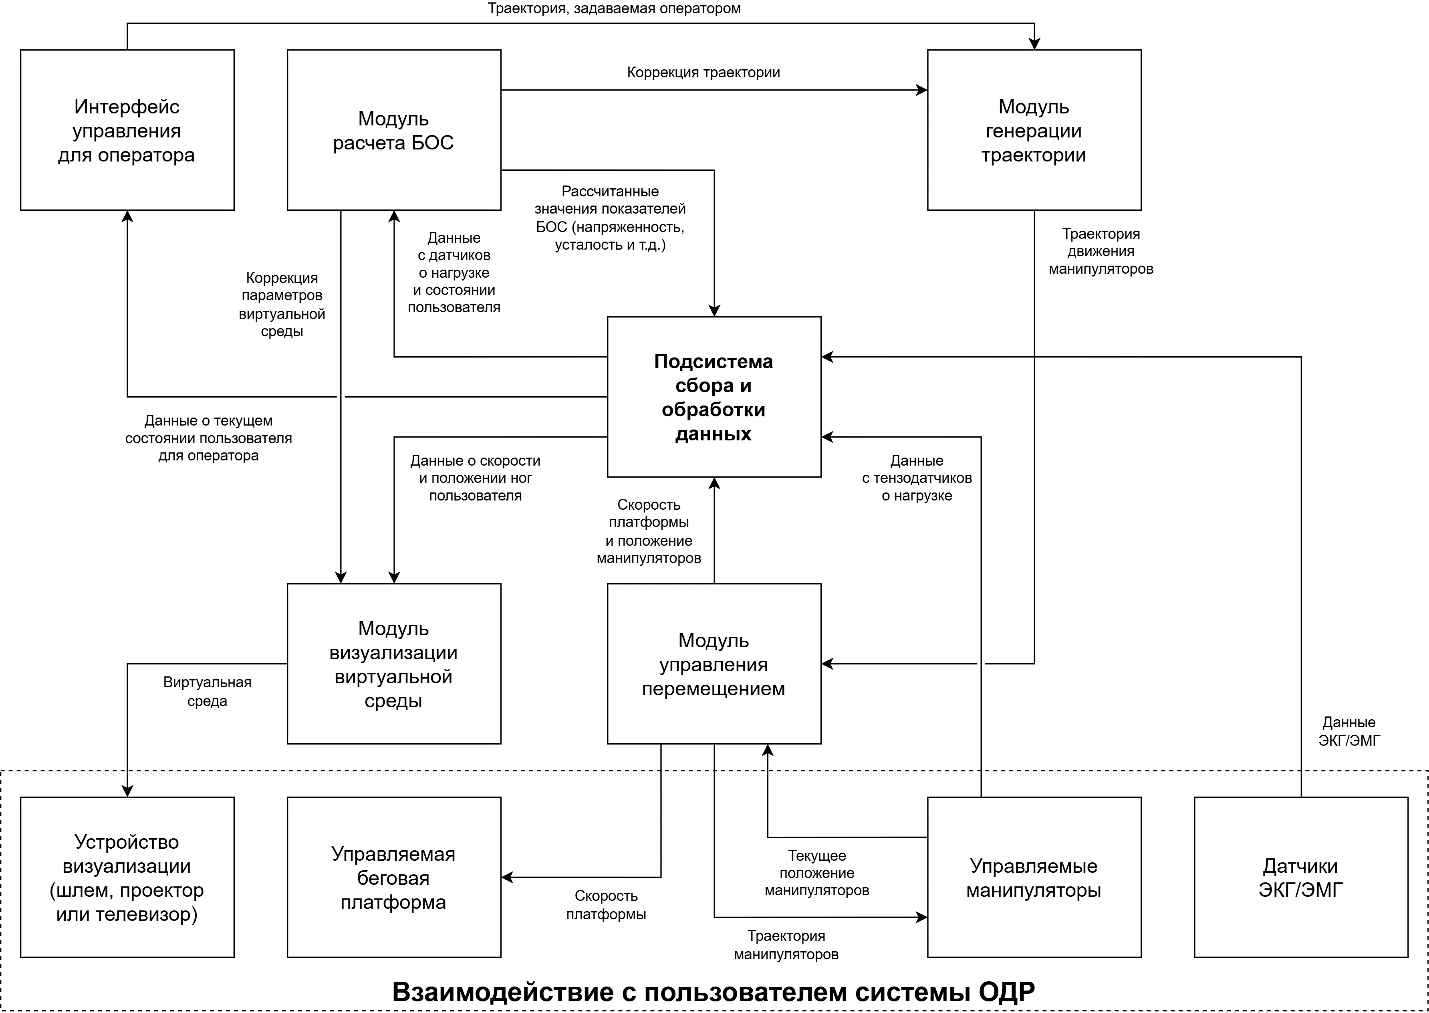 Траектория, задаваемая оператором
Интерфейс
управления
для оператора
Модуль
расчета БОС
Коррекция траектории
Модуль
генерации
траектории
Рассчитанные
значения показателей
БОС (напряженность,
усталость и т.д.)
Данные
с датчиков
о нагрузке
и состоянии
пользователя
Траектория
движения
манипуляторов
Коррекция
параметров
виртуальной
среды
Подсистема
сбора и
обработки
данных
Данные о текущем
состоянии пользователя
для оператора
Данные о скорости
и положении ног
пользователя
Данные
с тензодатчиков
о нагрузке
Скорость
платформы
и положение
манипуляторов
Модуль
визуализации
виртуальной
среды
Модуль
управления
перемещением
Виртуальная
среда
Данные
ЭКГ/ЭМГ
Устройство
визуализации
(шлем, проектор
или телевизор)
Управляемая
беговая
платформа
Скорость
платформы
Текущее
положение
манипуляторов
Траектория
манипуляторов
Управляемые
манипуляторы
Датчики
ЭКГ/ЭМГ
Взаимодействие с пользователем системы ОДР